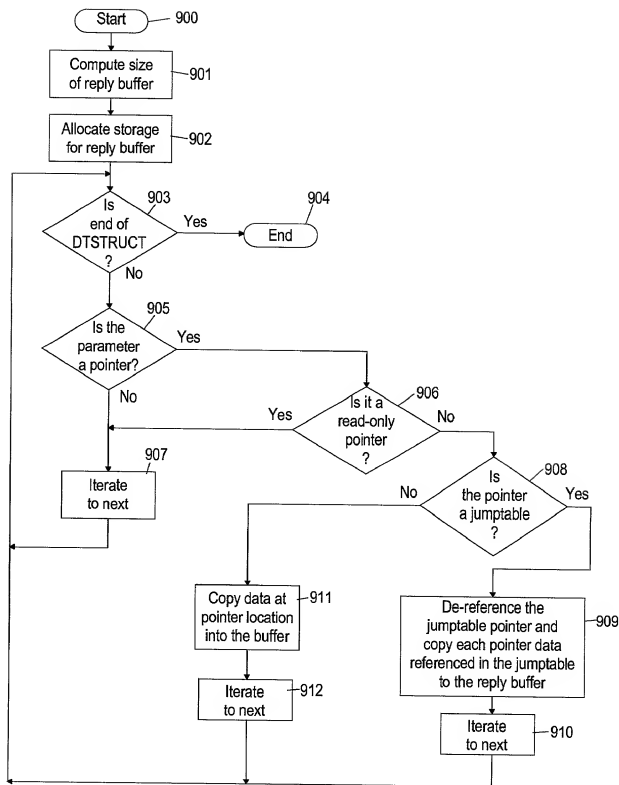 Start
900
Compute size
of reply buffer
901
Allocate storage
for reply buffer
902
Is
end of
DTSTRUCT
?
903
Yes
No
End
904
Is the
parameter
a pointer?
905
Yes
No
Is it a
read-only
pointer
?
906
Yes
No
Iterate
to next
907
Is
the pointer
a jumptable
?
908
No
Yes
Copy data at
pointer location
into the buffer
911
De-reference the
jumptable pointer and
copy each pointer data
referenced in the jumptable
to the reply buffer
909
Iterate
to next
912
Iterate
to next
910